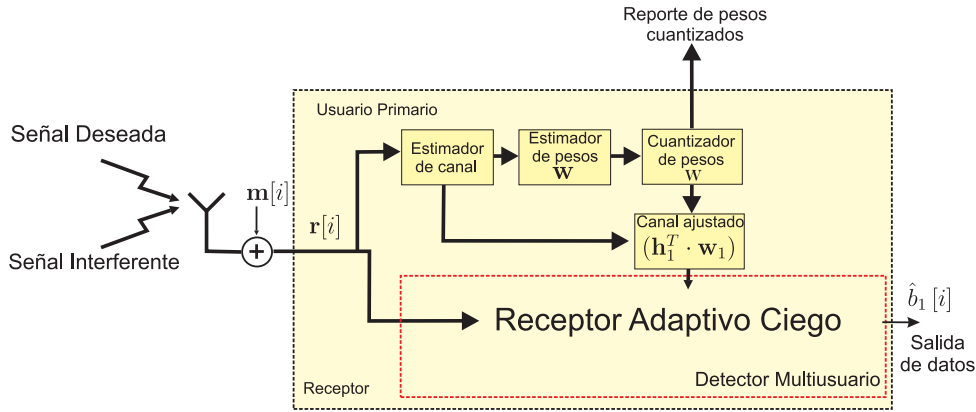 Reporte de pesos
cuantizados
Usuario Primario
Señal Deseada
Estimador
de canal
Estimador
de pesos
W
Cuantizador
de pesos
W
m[i]
r[i]
Canal ajustado
(h₁ᵀ · w₁)
Señal Interferente
Receptor Adaptivo Ciego
b̂₁ [i]
Salida
de datos
Receptor
Detector Multiusuario